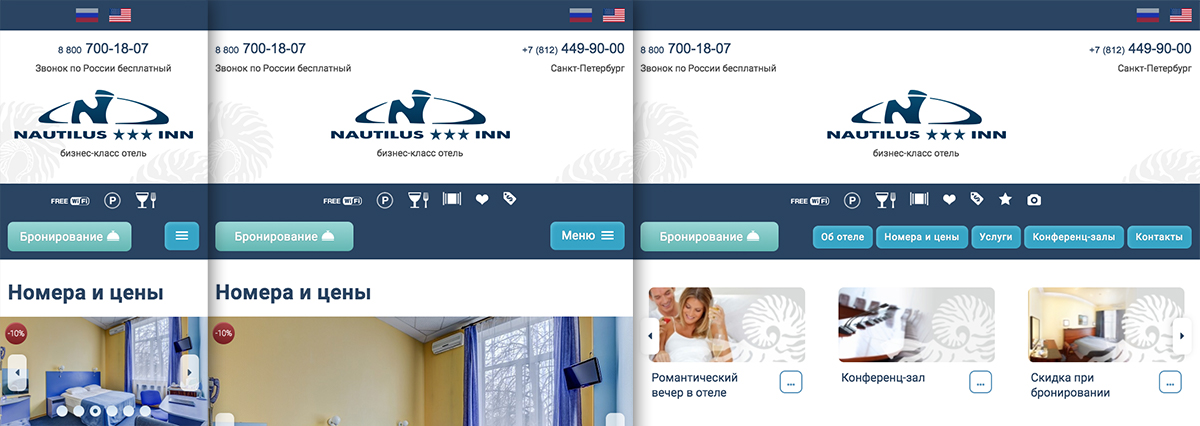 8 800 700-18-07
Звонок по России бесплатный
NAUTILUS ★★★ INN
бизнес-класс отель
FREE WiFi P
Бронирование
Номера и цены
-10%
8 800 700-18-07
+7 (812) 449-90-00
Звонок по России бесплатный
Санкт-Петербург
NAUTILUS ★★★ INN
бизнес-класс отель
FREE WiFi P
Бронирование
Меню
Номера и цены
-10%
8 800 700-18-07
+7 (812) 449-90-00
Звонок по России бесплатный
Санкт-Петербург
NAUTILUS ★★★ INN
бизнес-класс отель
FREE WiFi P
Бронирование
Об отеле
Номера и цены
Услуги
Конференц-залы
Контакты
Романтический
вечер в отеле
...
Конференц-зал
...
Скидка при
бронировании
...